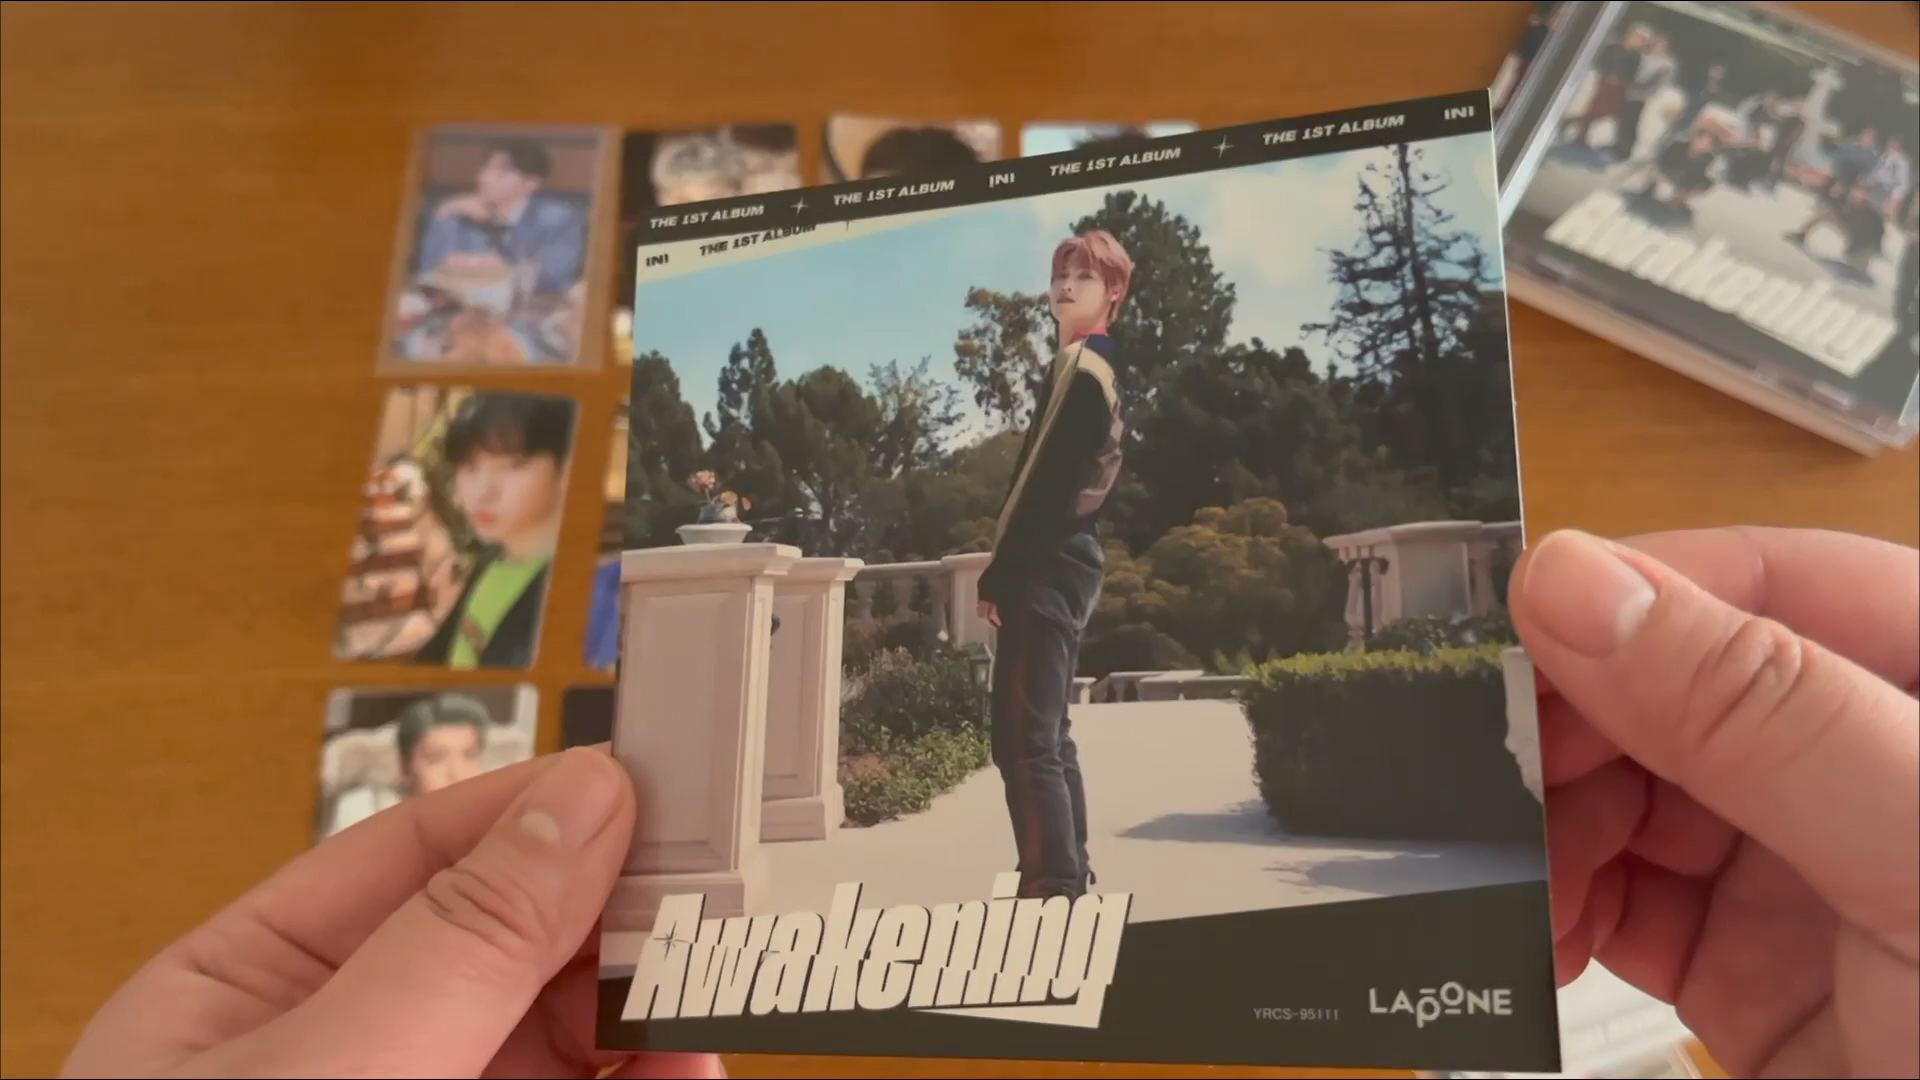 THE 1ST ALBUM THE 1ST ALBUM INI THE 1ST ALBUM THE 1ST ALBUM INI
INI THE 1ST ALBUM
Awakening
YRCS-95111
LAPONE
Awakening